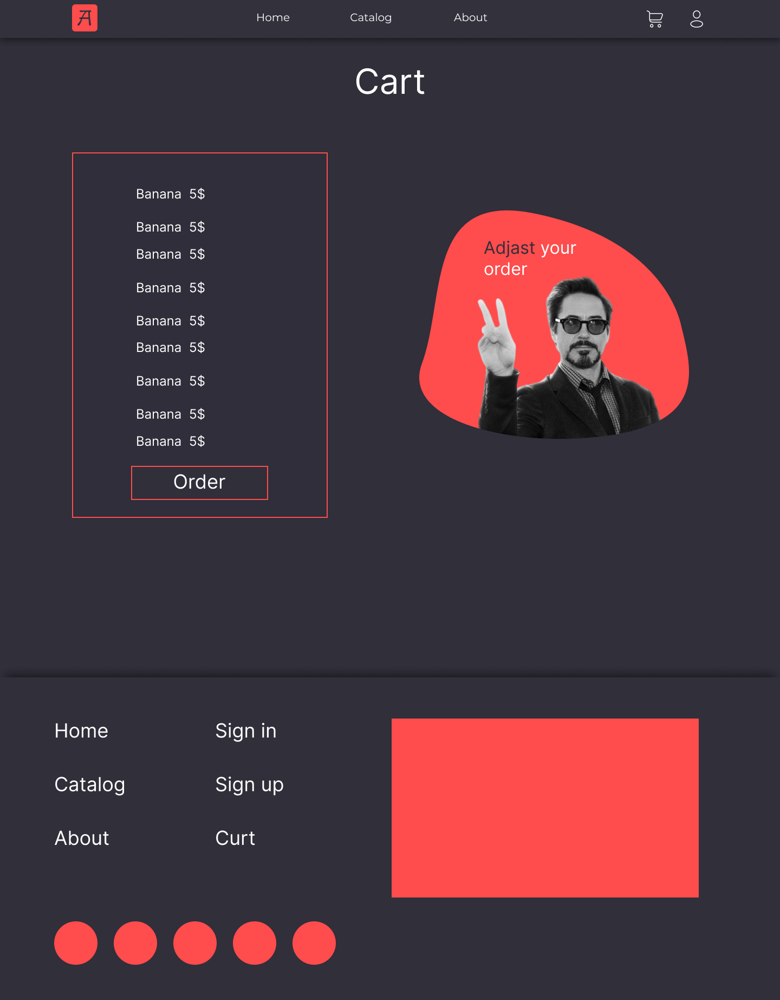 A
Home Catalog About
Cart
Banana 5$
Banana 5$
Banana 5$
Banana 5$
Banana 5$
Banana 5$
Banana 5$
Banana 5$
Banana 5$
Order
Adjast your
order
Home
Catalog
About
Sign in
Sign up
Curt